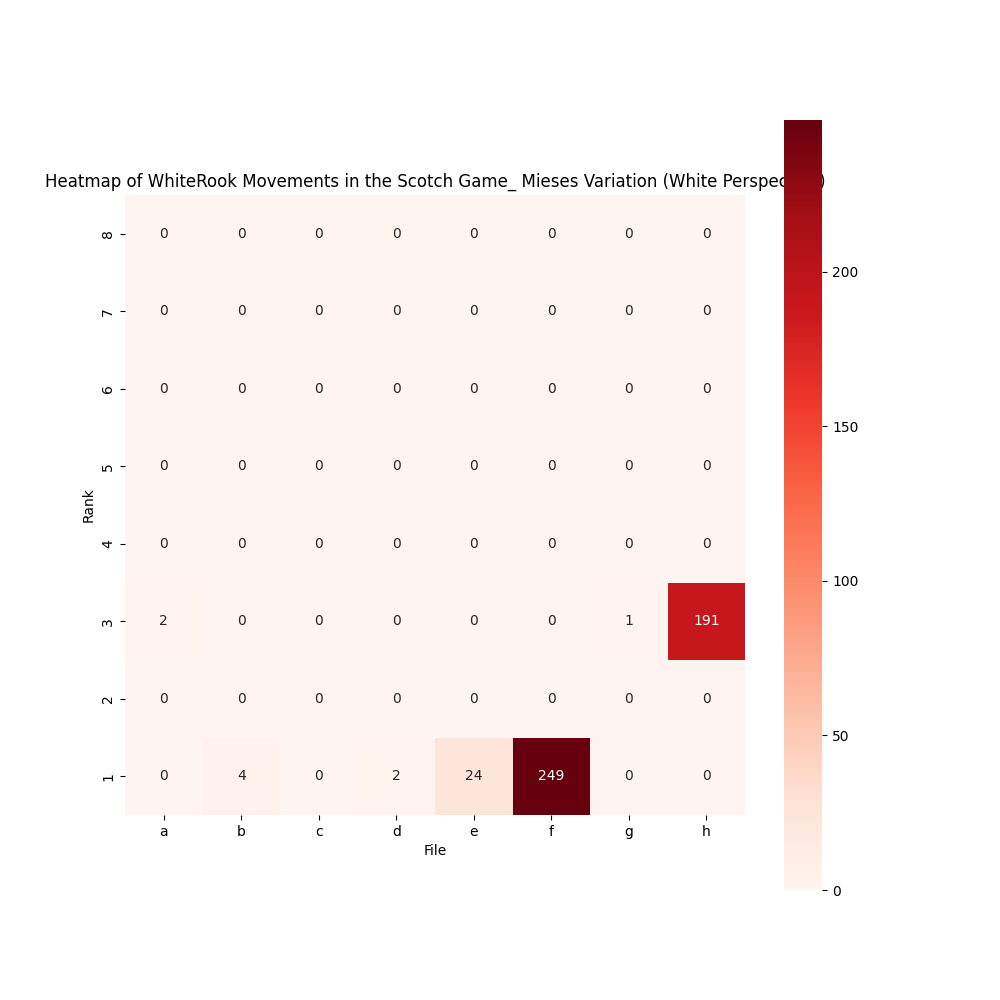 Heatmap of WhiteRook Movements in the Scotch Game_ Mieses Variation (White Perspec )
8 0 0 0 0 0 0 0 0
7 0 0 0 0 0 0 0 0
6 0 0 0 0 0 0 0 0
5 0 0 0 0 0 0 0 0
4 0 0 0 0 0 0 0 0
3 2 0 0 0 0 0 1 191
2 0 0 0 0 0 0 0 0
1 0 4 0 2 24 249 0 0
a b c d e f g h
File
Rank
200
150
100
50
0